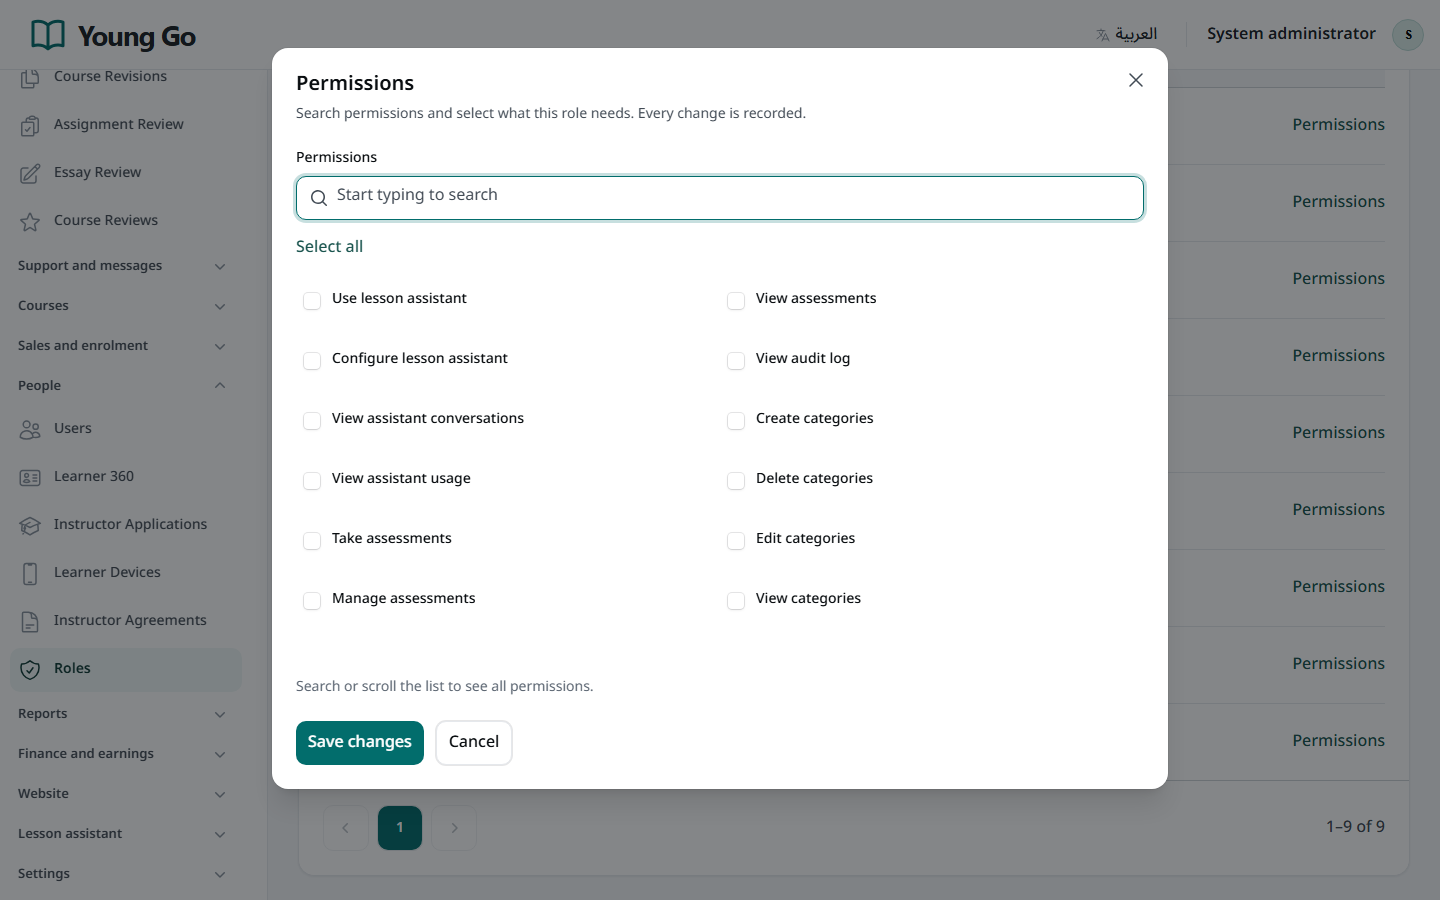 Young Go
العربية
System administrator
S
Course Revisions
Assignment Review
Essay Review
Course Reviews
Support and messages
Courses
Sales and enrolment
People
Users
Learner 360
Instructor Applications
Learner Devices
Instructor Agreements
Roles
Reports
Finance and earnings
Website
Lesson assistant
Settings
Permissions
Search permissions and select what this role needs. Every change is recorded.
Permissions
Start typing to search
Select all
Use lesson assistant
View assessments
Configure lesson assistant
View audit log
View assistant conversations
Create categories
View assistant usage
Delete categories
Take assessments
Edit categories
Manage assessments
View categories
Search or scroll the list to see all permissions.
Save changes
Cancel
Permissions
Permissions
Permissions
Permissions
Permissions
Permissions
Permissions
Permissions
Permissions
1
1–9 of 9